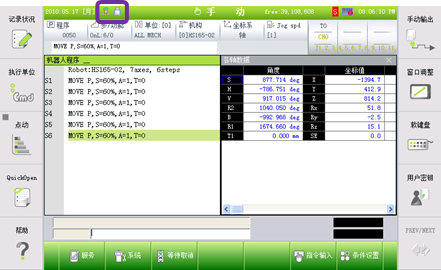 2010.05.17 [月]
手 动
free:39,108,608
08:06:10 PM
记录状况
程序
0050
步/功能
OnL 6/0
单位:[0]
ALL MECH
机构
[0]HS165-02
坐标系
轴
Jog spd
[1]
TO
手动输出
MOVE P,S=60%,A=1,T=0
机器人程序
Robot:HS165-02, 7axes, 6steps
S1 MOVE P,S=60%,A=1,T=0
S2 MOVE P,S=60%,A=1,T=0
S3 MOVE P,S=60%,A=1,T=0
S4 MOVE P,S=60%,A=1,T=0
S5 MOVE P,S=60%,A=1,T=0
S6 MOVE P,S=60%,A=1,T=0
各轴数据
角度 坐标值
S 877.714 deg X -1394.7
H -786.751 deg Y 412.9
V 917.015 deg Z 814.2
R2 1040.050 deg Rx 51.8
B -992.968 deg Ry -2.5
R1 1674.660 deg Rz 15.1
T1 0.000 mm SE 0.0
执行单位
Cmd
点动
QuickOpen
帮助
窗口调整
软键盘
用户密钥
PREV/NEXT
服务
系统
等待取消
指令输入
条件设置